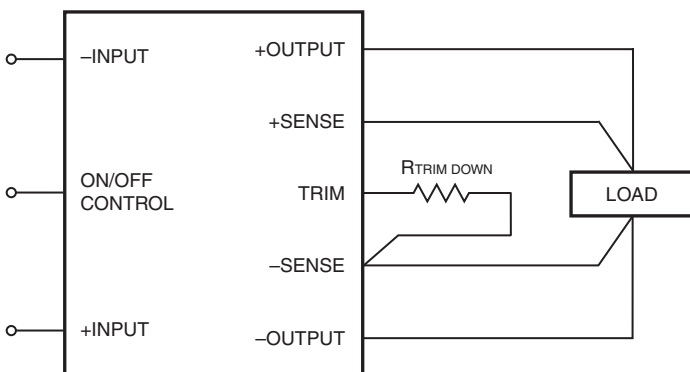 –INPUT
+OUTPUT
+SENSE
RTRIM DOWN
ON/OFF
CONTROL
TRIM
LOAD
–SENSE
+INPUT
–OUTPUT